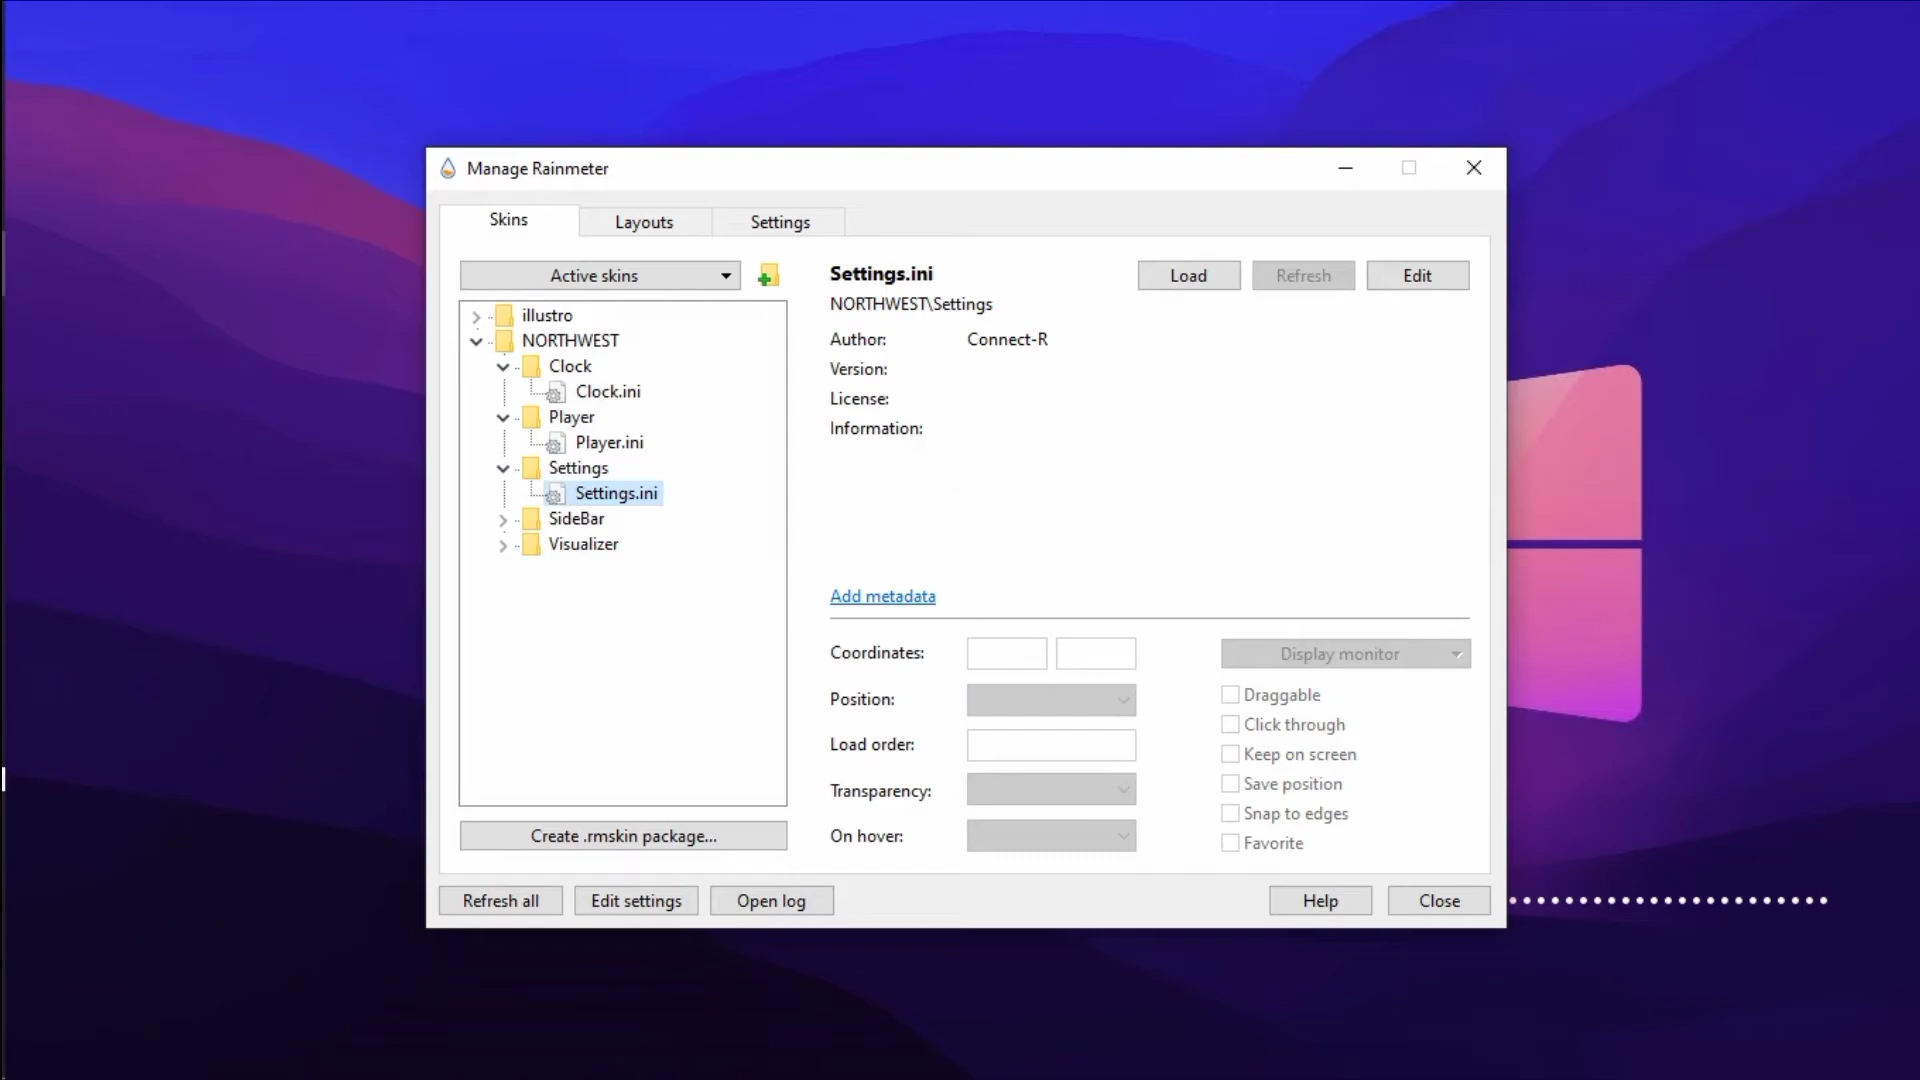 Manage Rainmeter
Skins
Layouts
Settings
Active skins
illustro
NORTHWEST
Clock
Clock.ini
Player
Player.ini
Settings
Settings.ini
SideBar
Visualizer
Create .rmskin package...
Settings.ini
NORTHWEST\Settings
Load
Refresh
Edit
Author: Connect-R
Version:
License:
Information:
Add metadata
Coordinates:
Position:
Load order:
Transparency:
On hover:
Display monitor
Draggable
Click through
Keep on screen
Save position
Snap to edges
Favorite
Refresh all
Edit settings
Open log
Help
Close